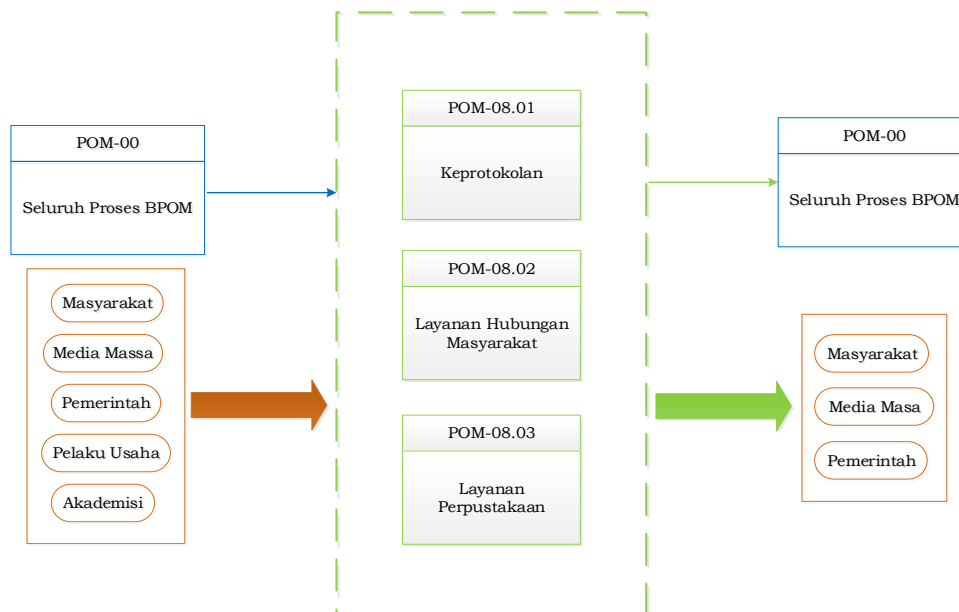 POM-00
Seluruh Proses BPOM
Masyarakat
Media Massa
Pemerintah
Pelaku Usaha
Akademisi
POM-08.01
Keprotokolan
POM-08.02
Layanan Hubungan
Masyarakat
POM-08.03
Layanan
Perpustakaan
POM-00
Seluruh Proses BPOM
Masyarakat
Media Masa
Pemerintah